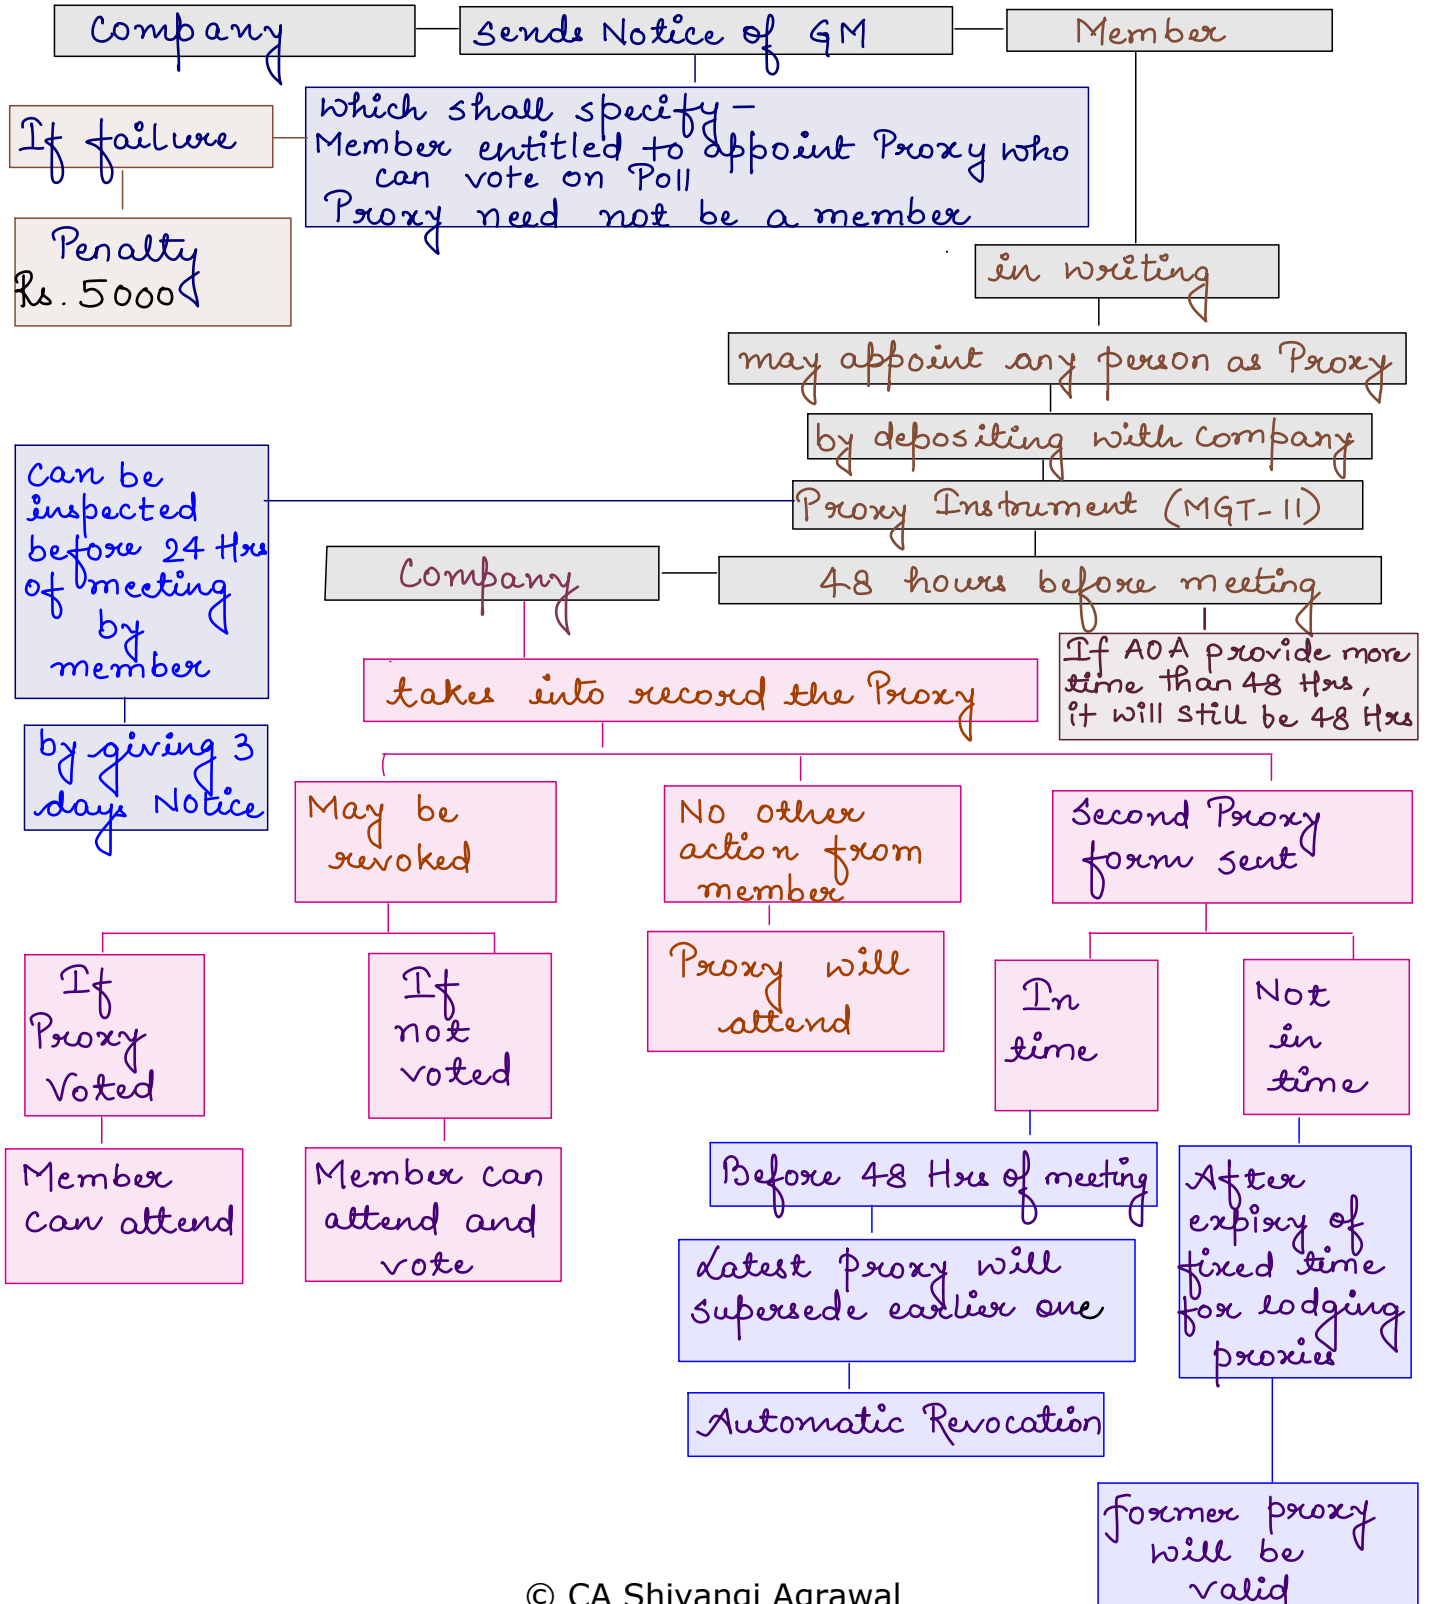 Company
Sends Notice of GM
Member
Which shall specify –
Member entitled to appoint Proxy who
can vote on Poll
Proxy need not be a member
If failure
Penalty
Rs. 5000
in writing
may appoint any person as Proxy
by depositing with Company
Proxy Instrument (MGT-11)
can be
inspected
before 24 Hrs
of meeting
by
member
by giving 3
days Notice
Company
48 hours before meeting
If AOA provide more
time than 48 Hrs,
it will still be 48 Hrs
takes into record the Proxy
May be
revoked
No other
action from
member
Second Proxy
form sent
If
Proxy
Voted
If
not
voted
Proxy will
attend
In
time
Not
in
time
Member
can attend
Member can
attend and
vote
Before 48 Hrs of meeting
Latest proxy will
supersede earlier one
Automatic Revocation
After
expiry of
fixed time
for lodging
proxies
former proxy
will be
valid
© CA Shivangi Agrawal